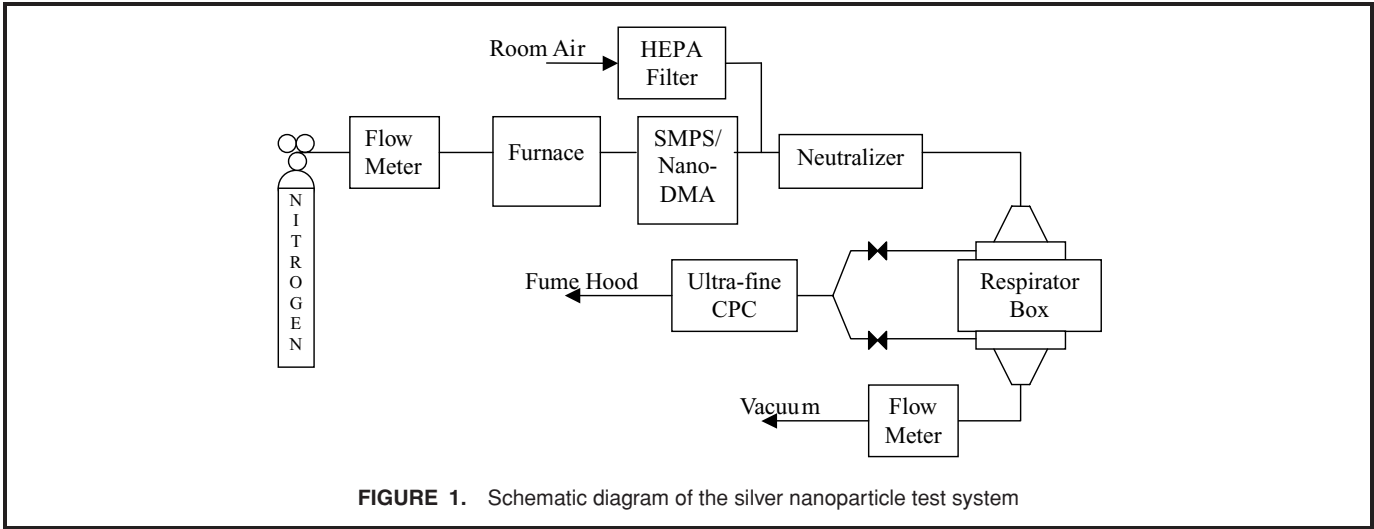 Room Air
HEPA
Filter
Flow
Meter
Furnace
SMPS/
Nano-
DMA
Neutralizer
N
I
T
R
O
G
E
N
Fume Hood
Ultra-fine
CPC
Respirator
Box
Vacuum
Flow
Meter
FIGURE 1. Schematic diagram of the silver nanoparticle test system